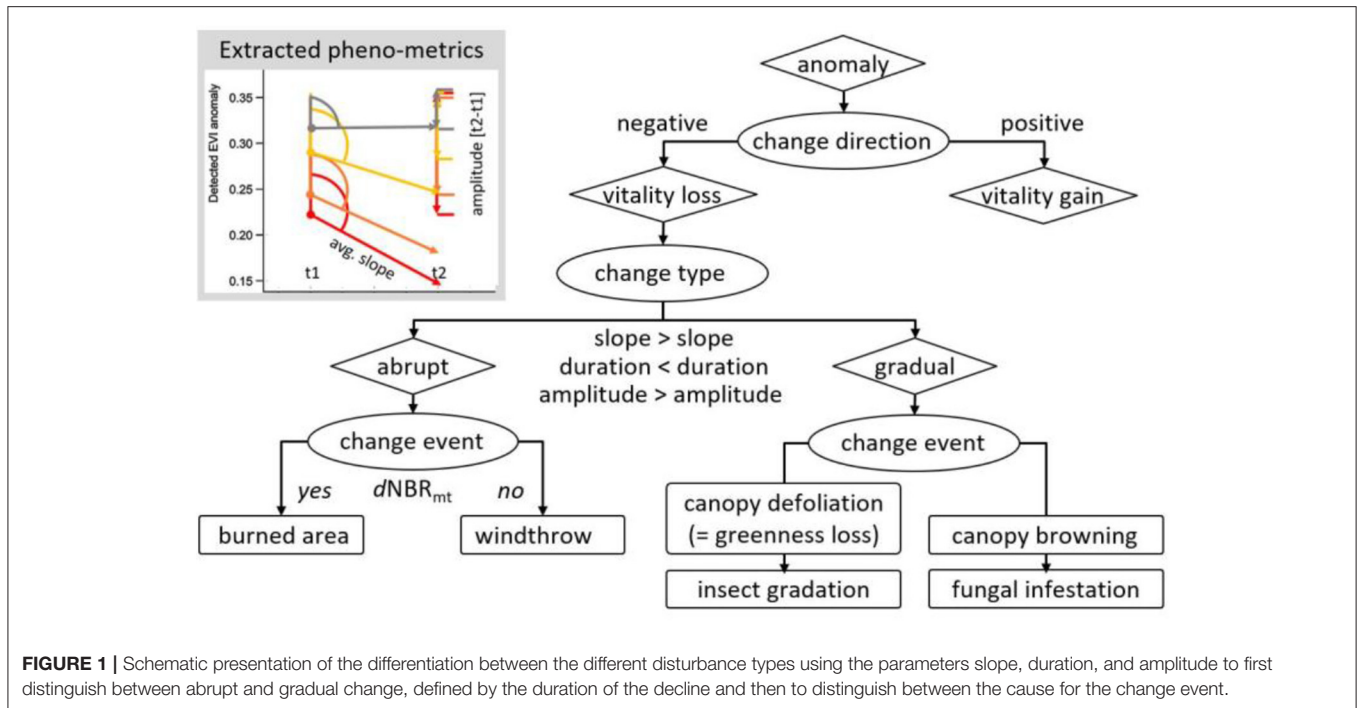 Extracted pheno-metrics
Detected EVI anomaly
0.35
0.30
0.25
0.20
0.15
t1
t2
avg. slope
amplitude [t2-t1]
anomaly
negative
change direction
positive
vitality loss
vitality gain
change type
abrupt
slope > slope
duration < duration
amplitude > amplitude
gradual
change event
yes
dNBRmt
no
burned area
windthrow
change event
canopy defoliation
(= greenness loss)
insect gradation
canopy browning
fungal infestation
FIGURE 1 | Schematic presentation of the differentiation between the different disturbance types using the parameters slope, duration, and amplitude to first
distinguish between abrupt and gradual change, defined by the duration of the decline and then to distinguish between the cause for the change event.